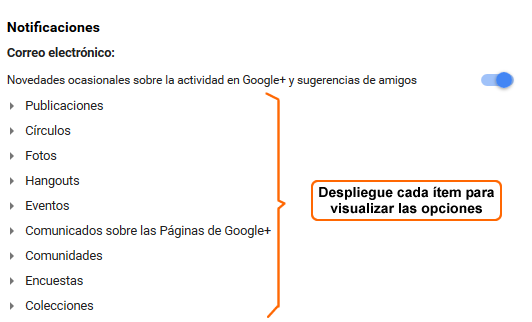 Notificaciones
Correo electrónico:
Novedades ocasionales sobre la actividad en Google+ y sugerencias de amigos
Publicaciones
Círculos
Fotos
Hangouts
Eventos
Comunicados sobre las Páginas de Google+
Comunidades
Encuestas
Colecciones
Despliegue cada ítem para
visualizar las opciones